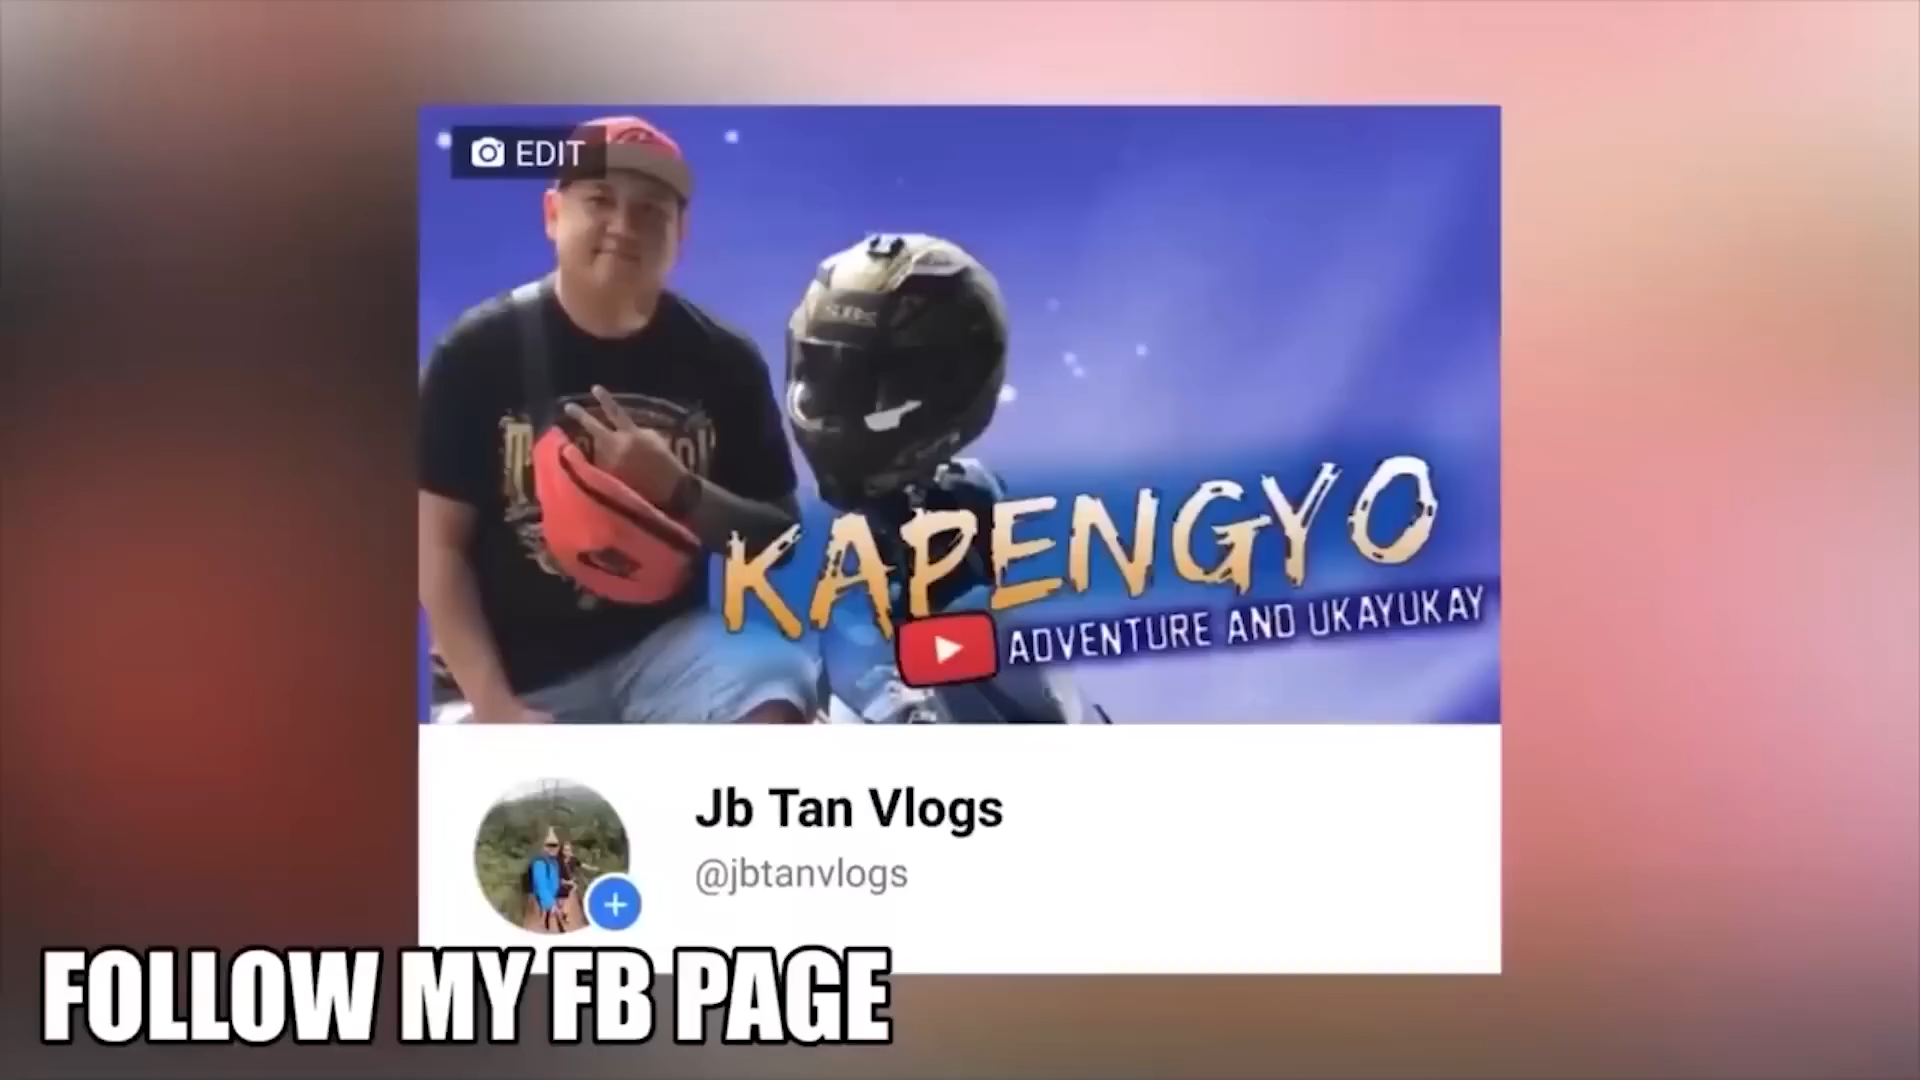 EDIT
KAPENGYO
ADVENTURE AND UKAYUKAY
Jb Tan Vlogs
@jbtanvlogs
FOLLOW MY FB PAGE